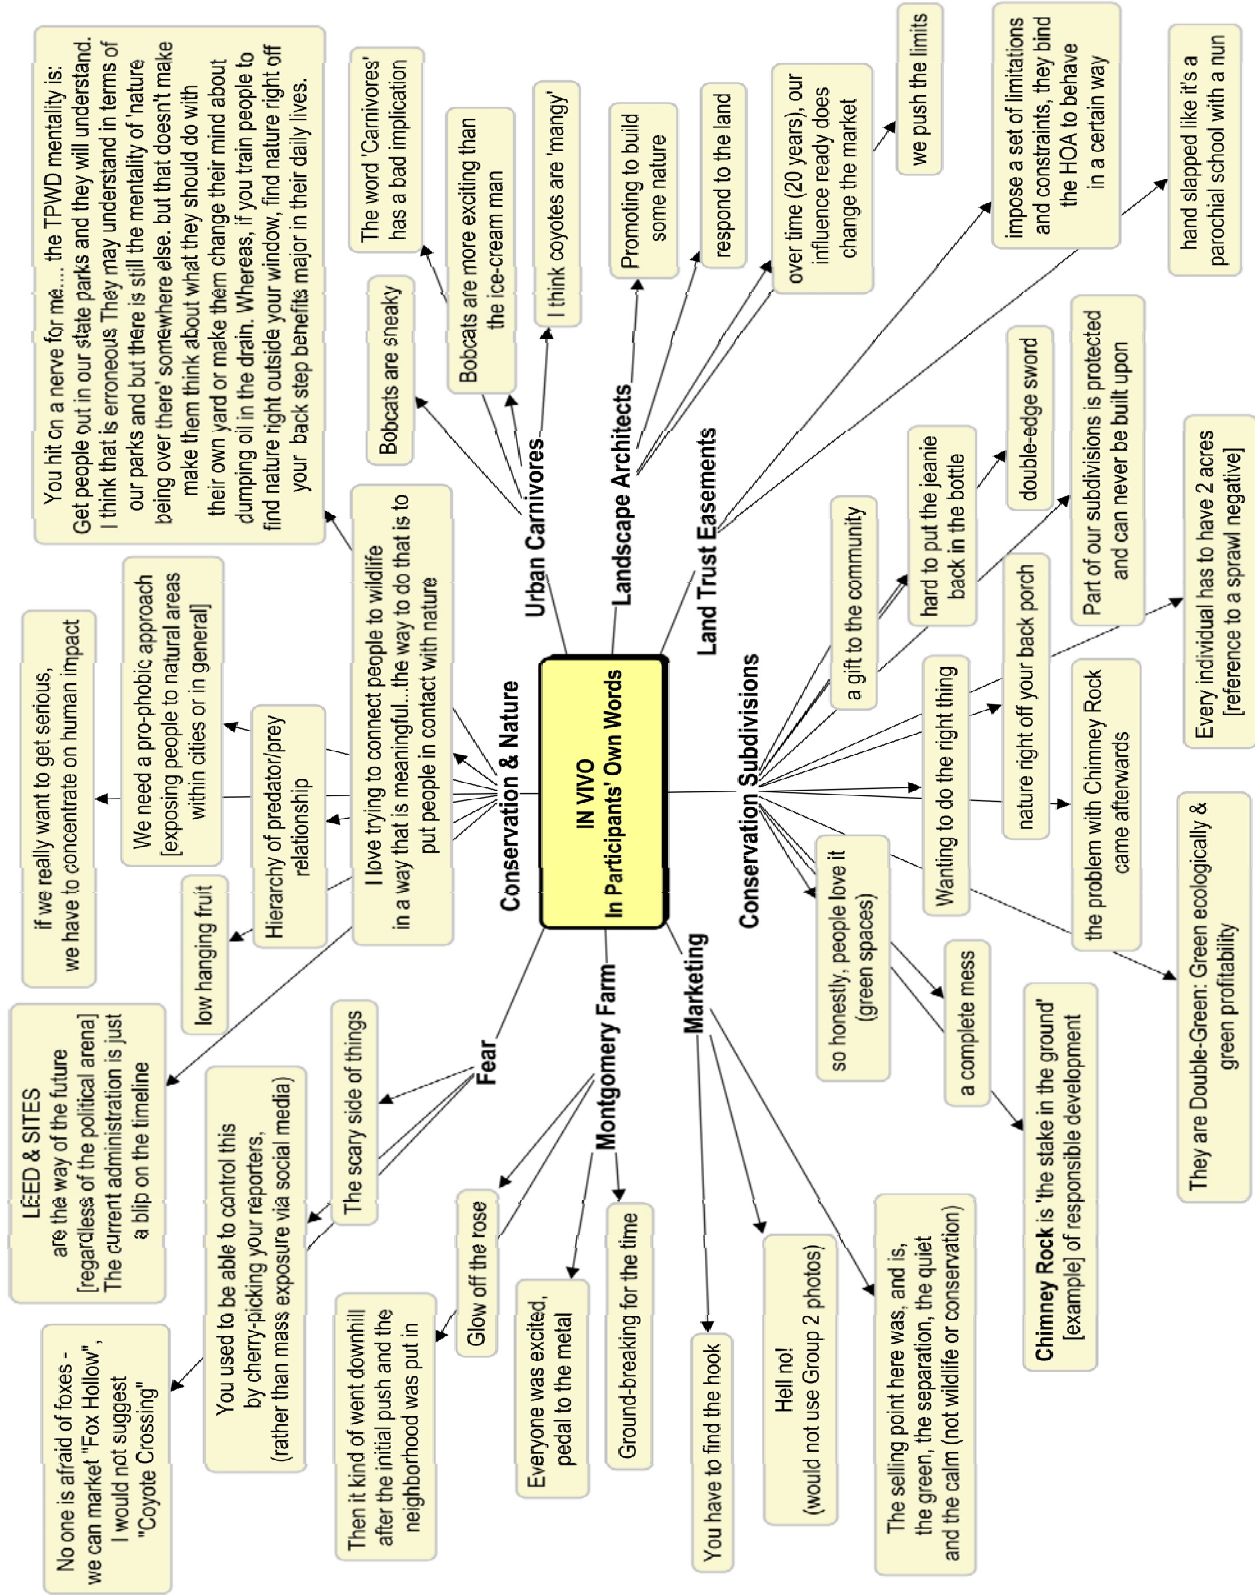 IN VIVO
In Participants' Own Words
Conservation & Nature
LEED & SITES
are the way of the future
[regardless of the political arena]
The current administration is just
a blip on the timeline
low hanging fruit
if we really want to get serious,
we have to concentrate on human impact
Hierarchy of predator/prey
relationship
We need a pro-phobic approach
[exposing people to natural areas
within cities or in general]
I love trying to connect people to wildlife
in a way that is meaningful...the way to do that is to
put people in contact with nature
You hit on a nerve for me.... the TPWD mentality is:
Get people out in our state parks and they will understand.
I think that is erroneous They may understand in terms of
our parks and but there is still the mentality of 'nature
being over there' somewhere else. but that doesn't make
make them think about what they should do with
their own yard or make them change their mind about
dumping oil in the drain. Whereas, if you train people to
find nature right outside your window, find nature right off
your back step benefits major in their daily lives.
Urban Carnivores
Bobcats are sneaky
The word 'Carnivores'
has a bad implication
Bobcats are more exciting than
the ice-cream man
I think coyotes are 'mangy'
Landscape Architects
Promoting to build
some nature
respond to the land
over time (20 years), our
influence ready does
change the market
we push the limits
Land Trust Easements
impose a set of limitations
and constraints, they bind
the HOA to behave
in a certain way
hand slapped like it's a
parochial school with a nun
Conservation Subdivisions
a gift to the community
hard to put the jeanie
back in the bottle
double-edge sword
Part of our subdivisions is protected
and can never be built upon
Every individual has to have 2 acres
[reference to a sprawl negative]
nature right off your back porch
Wanting to do the right thing
the problem with Chimney Rock
came afterwards
They are Double-Green: Green ecologically &
green profitability
so honestly, people love it
(green spaces)
a complete mess
Chimney Rock is 'the stake in the ground'
[example] of responsible development
Marketing
You have to find the hook
Hell no!
(would not use Group 2 photos)
The selling point here was, and is,
the green, the separation, the quiet
and the calm (not wildlife or conservation)
Montgomery Farm
Glow off the rose
Then it kind of went downhill
after the initial push and the
neighborhood was put in
Everyone was excited,
pedal to the metal
Ground-breaking for the time
Fear
The scary side of things
You used to be able to control this
by cherry-picking your reporters,
(rather than mass exposure via social media)
No one is afraid of foxes -
we can market "Fox Hollow",
I would not suggest
"Coyote Crossing"